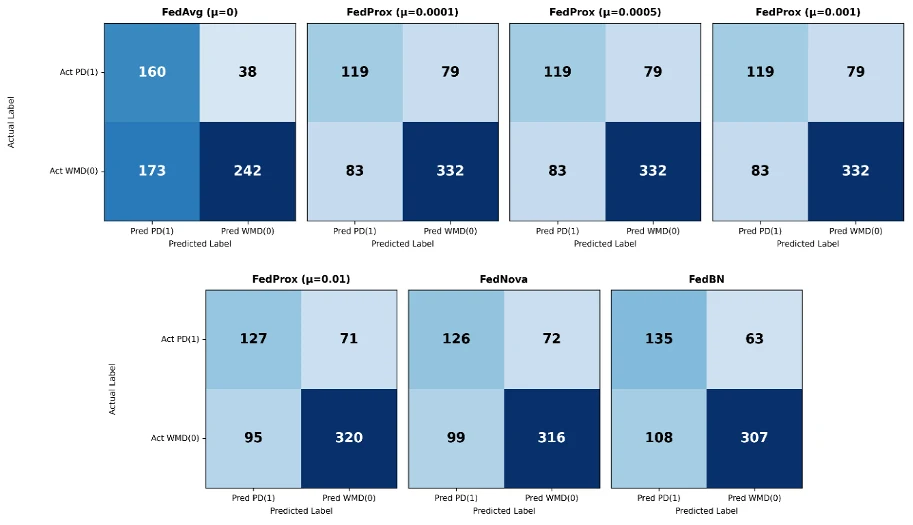 FedAvg (μ=0)
FedProx (μ=0.0001)
FedProx (μ=0.0005)
FedProx (μ=0.001)
Actual Label
Act PD(1)
160 38
119 79
119 79
119 79
Act WMD(0)
173 242
83 332
83 332
83 332
Pred PD(1) Pred WMD(0)
Pred PD(1) Pred WMD(0)
Pred PD(1) Pred WMD(0)
Pred PD(1) Pred WMD(0)
Predicted Label
Predicted Label
Predicted Label
Predicted Label
FedProx (μ=0.01)
FedNova
FedBN
Actual Label
Act PD(1)
127 71
126 72
135 63
Act WMD(0)
95 320
99 316
108 307
Pred PD(1) Pred WMD(0)
Pred PD(1) Pred WMD(0)
Pred PD(1) Pred WMD(0)
Predicted Label
Predicted Label
Predicted Label